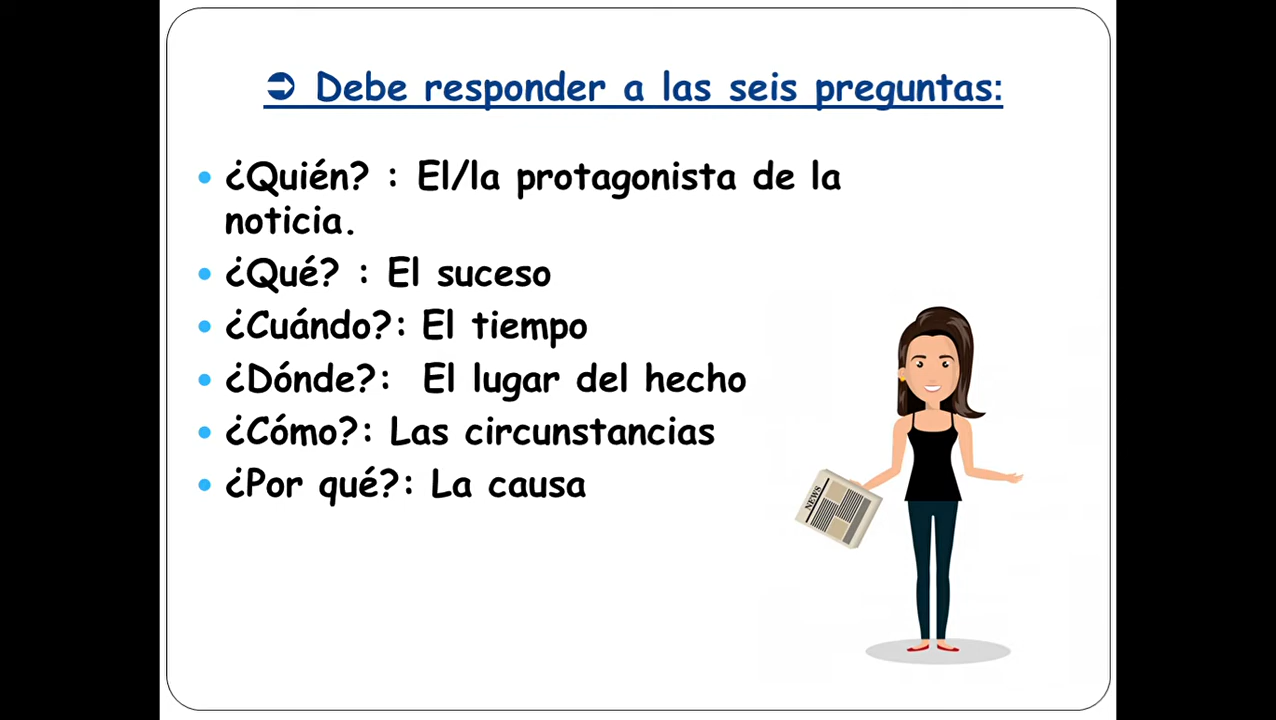 ➲ Debe responder a las seis preguntas:
• ¿Quién? : El/la protagonista de la
noticia.
• ¿Qué? : El suceso
• ¿Cuándo?: El tiempo
• ¿Dónde?: El lugar del hecho
• ¿Cómo?: Las circunstancias
• ¿Por qué?: La causa
NEWS